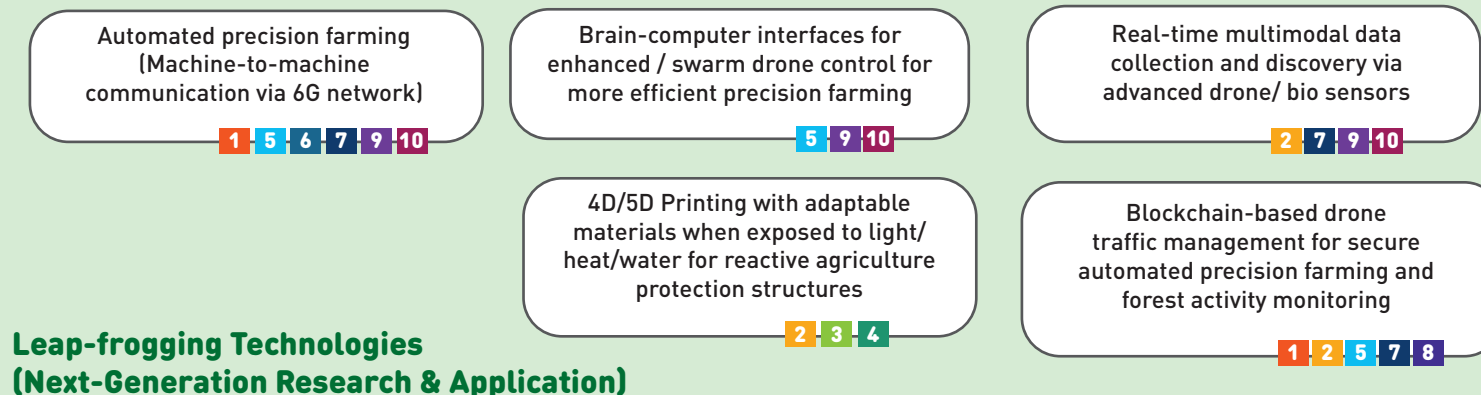 Automated precision farming
(Machine-to-machine
communication via 6G network)
1 5 6 7 9 10
Brain-computer interfaces for
enhanced / swarm drone control for
more efficient precision farming
5 9 10
Real-time multimodal data
collection and discovery via
advanced drone/ bio sensors
2 7 9 10
4D/5D Printing with adaptable
materials when exposed to light/
heat/water for reactive agriculture
protection structures
2 3 4
Blockchain-based drone
traffic management for secure
automated precision farming and
forest activity monitoring
1 2 5 7 8
Leap-frogging Technologies
(Next-Generation Research & Application)